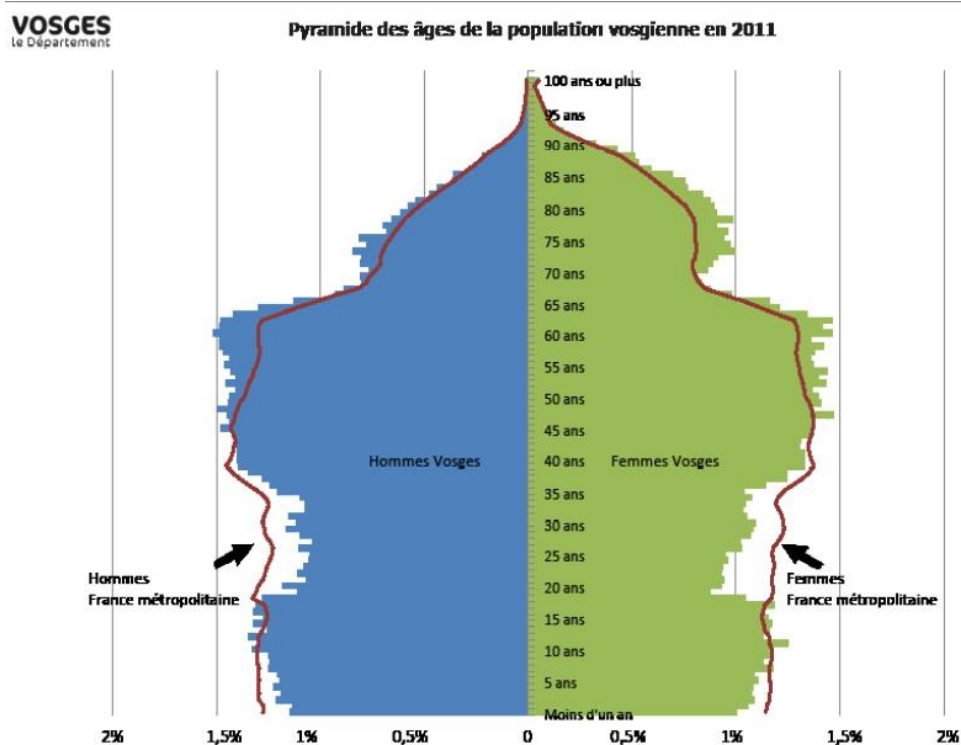 VOSGES
le Département
Pyramide des âges de la population vosgienne en 2011
100 ans ou plus
95 ans
90 ans
85 ans
80 ans
75 ans
70 ans
65 ans
60 ans
55 ans
50 ans
45 ans
Hommes Vosges
40 ans
Femmes Vosges
35 ans
30 ans
25 ans
Hommes
France métropolitaine
20 ans
Femmes
France métropolitaine
15 ans
10 ans
5 ans
Moins d'un an
2% 1,5% 1% 0,5% 0 0,5% 1% 1,5% 2%